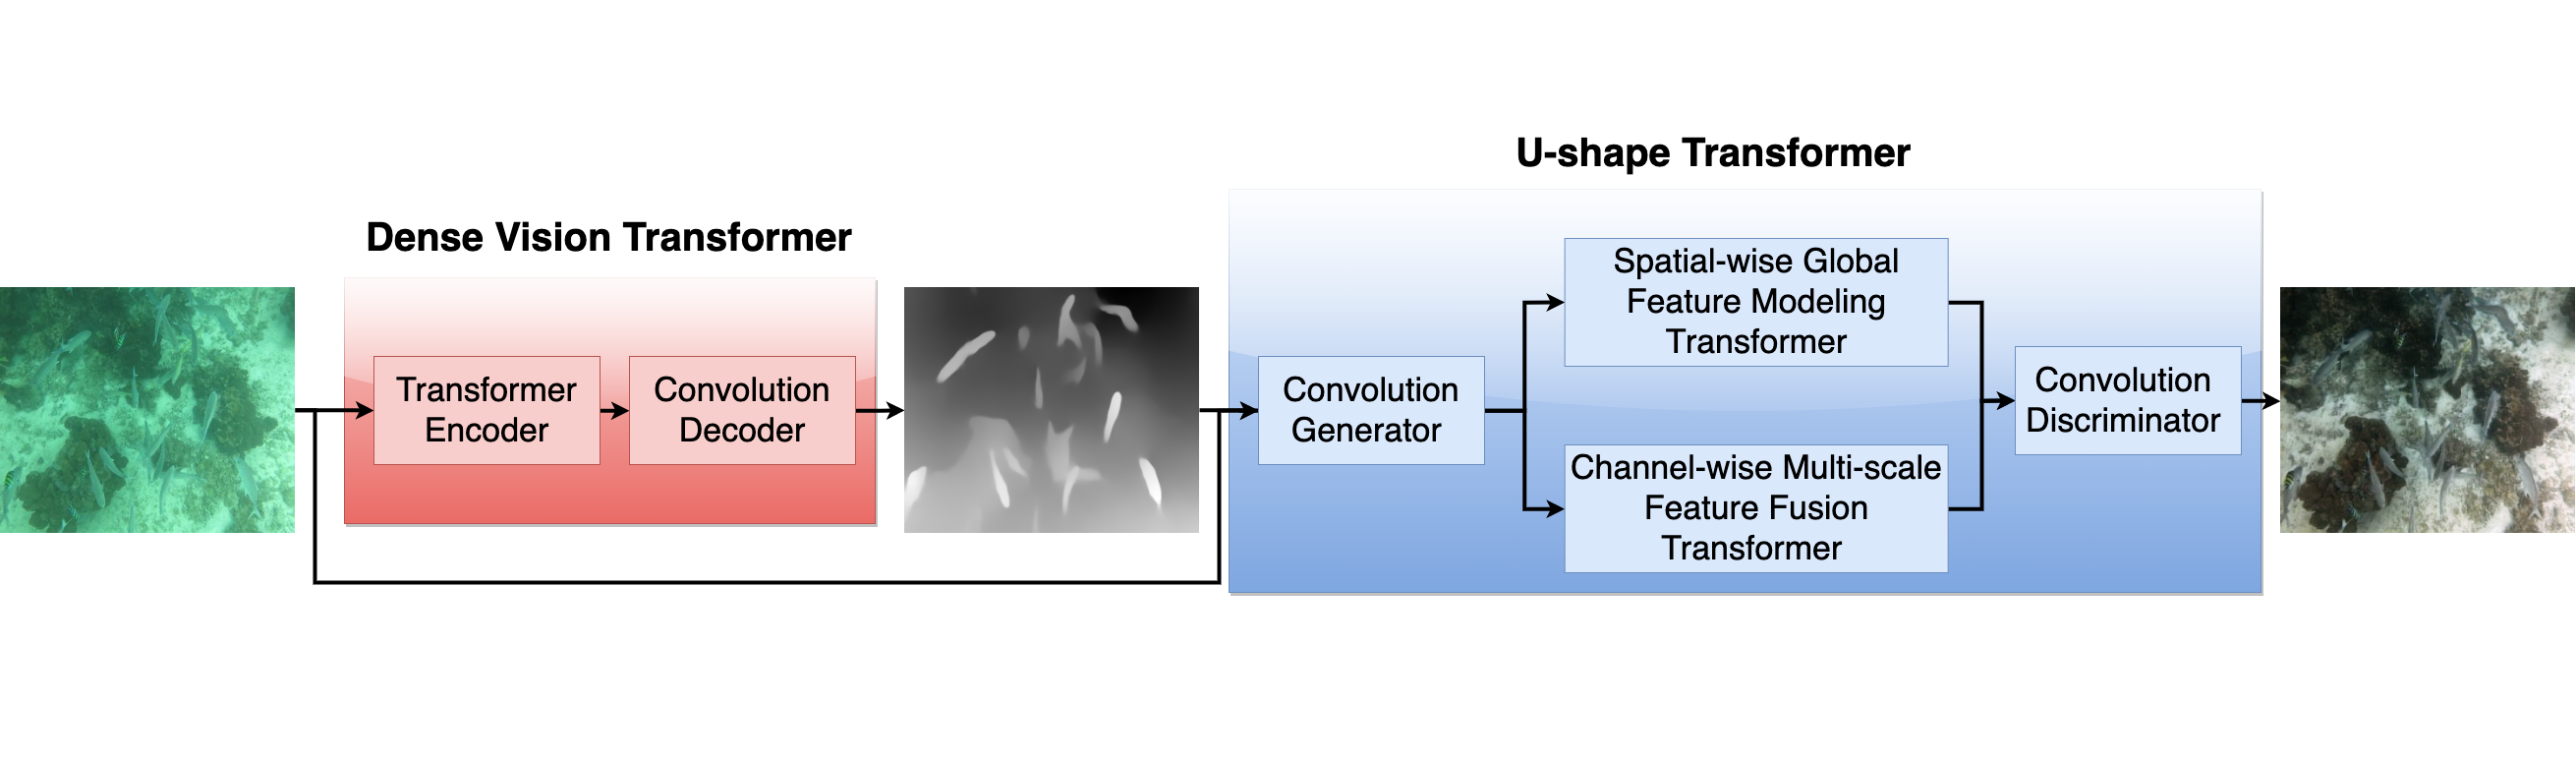 Dense Vision Transformer
Transformer
Encoder
Convolution
Decoder
U-shape Transformer
Convolution
Generator
Spatial-wise Global
Feature Modeling
Transformer
Channel-wise Multi-scale
Feature Fusion
Transformer
Convolution
Discriminator